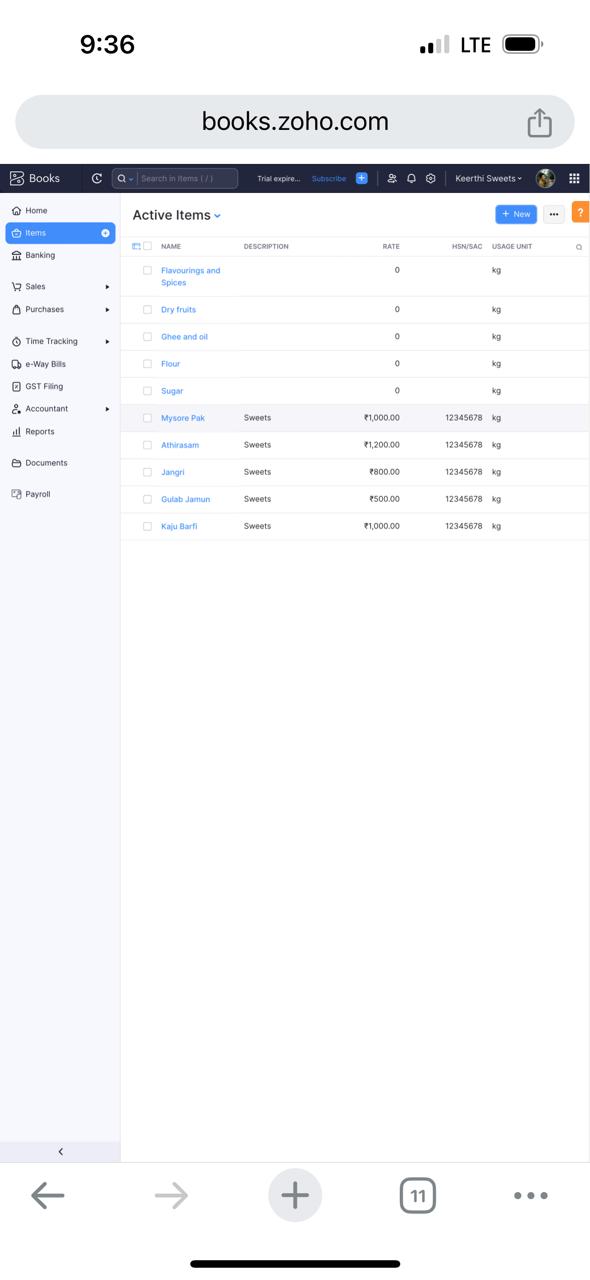 9:36
LTE
books.zoho.com
Books
Search in Items ( / )
Trial expire...
Subscribe
Keerthi Sweets
Home
Items
Banking
Sales
Purchases
Time Tracking
e-Way Bills
GST Filing
Accountant
Reports
Documents
Payroll
Active Items
+ New
?
NAME DESCRIPTION RATE HSN/SAC USAGE UNIT
Flavourings and 0 kg
Spices
Dry fruits 0 kg
Ghee and oil 0 kg
Flour 0 kg
Sugar 0 kg
Mysore Pak Sweets ₹1,000.00 12345678 kg
Athirasam Sweets ₹1,200.00 12345678 kg
Jangri Sweets ₹800.00 12345678 kg
Gulab Jamun Sweets ₹500.00 12345678 kg
Kaju Barfi Sweets ₹1,000.00 12345678 kg
11